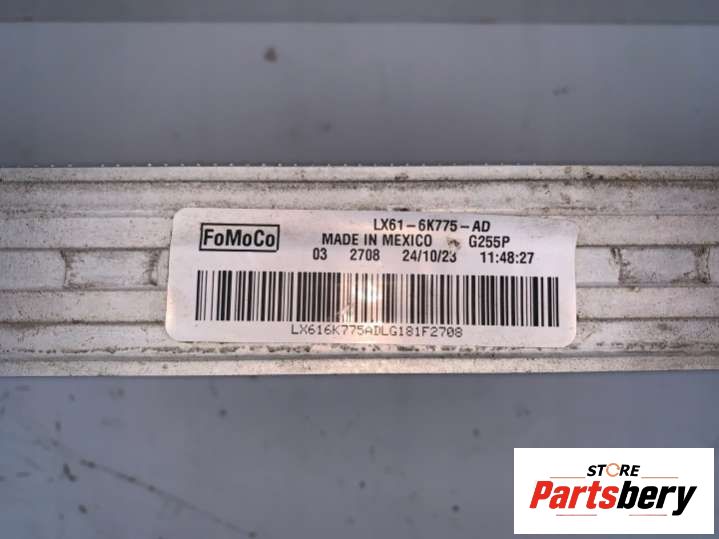 FoMoCo
LX61-6K775-AD
MADE IN MEXICO G255P
03 2708 24/10/23 11:48:27
LX616K775ADLG181F2708
STORE
Partsbery